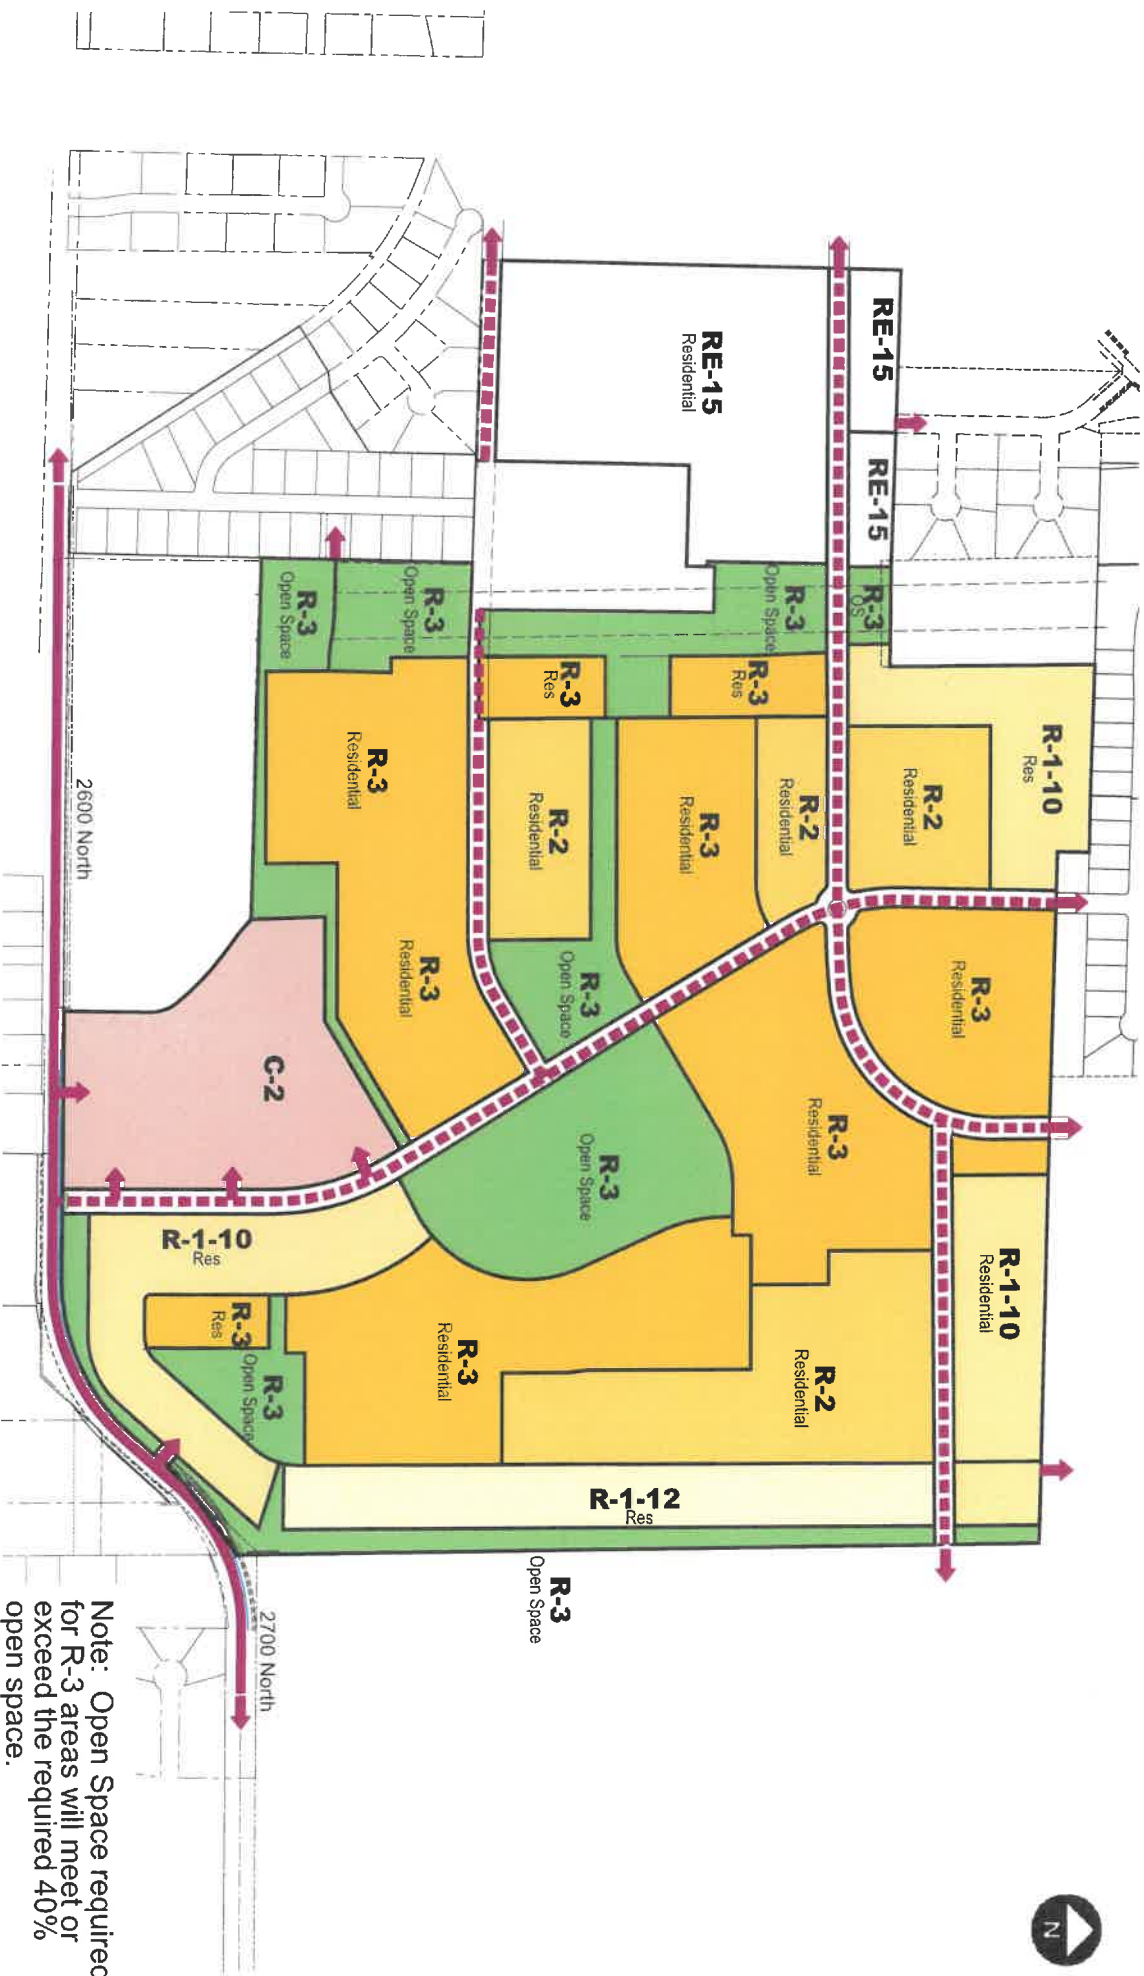 N
R-1-10
Res
R-1-10
Residential
R-3
Residential
R-2
Residential
RE-15
RE-15
R-3
OS
R-3
Residential
R-2
Residential
R-2
Residential
R-3
Open Space
R-3
Res
RE-15
Residential
R-3
Residential
R-1-12
Res
R-3
Open Space
R-3
Open Space
R-3
Res
R-2
Residential
R-3
Open Space
R-3
Residential
R-3
Open Space
R-3
Residential
R-3
Residential
R-3
Open Space
C-2
R-3
Open Space
R-3
Res
R-1-10
Res
2700 North
2600 North
Note: Open Space required
for R-3 areas will meet or
exceed the required 40%
open space.